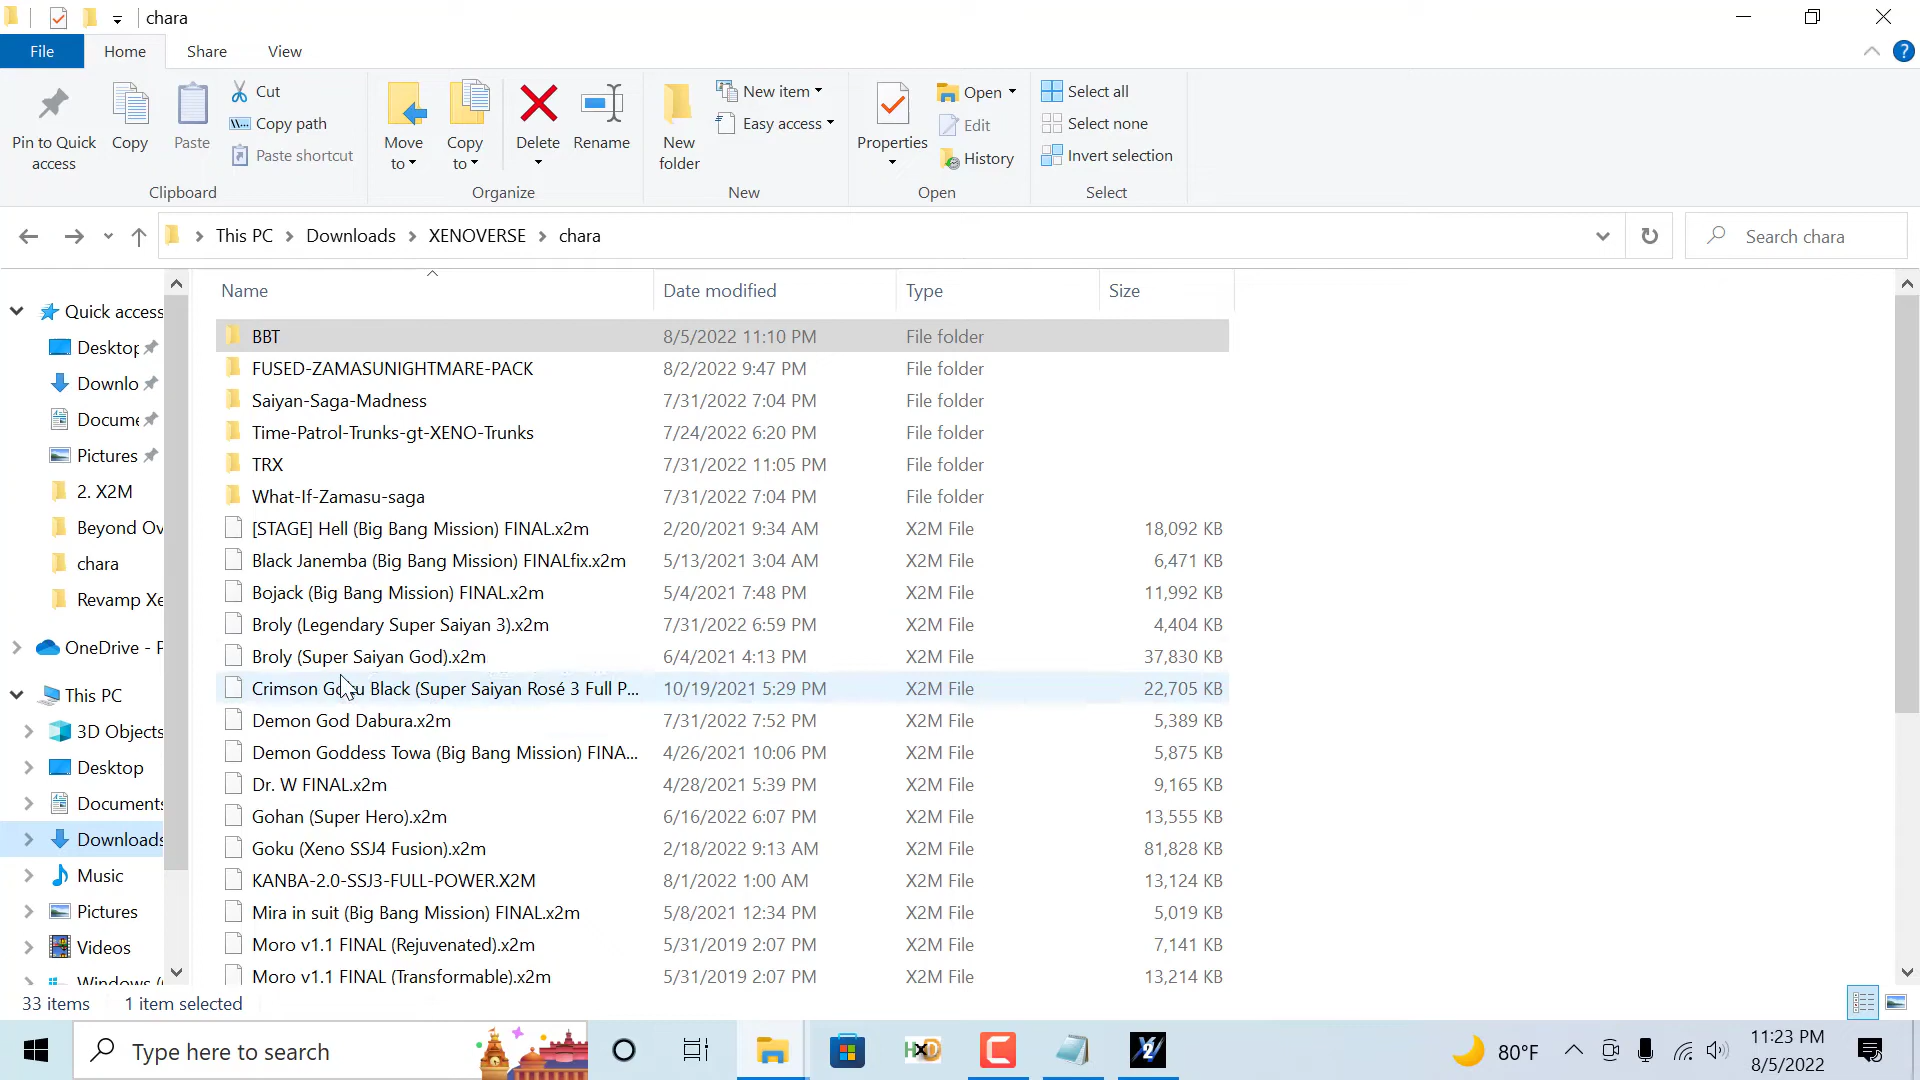 chara
File Home Share View
Pin to Quick access
Copy
Paste
Cut
Copy path
Paste shortcut
Clipboard
Move to
Copy to
Delete
Rename
Organize
New folder
New item
Easy access
New
Properties
Open
Edit
History
Open
Select all
Select none
Invert selection
Select
This PC Downloads XENOVERSE chara
Search chara
Quick access
Desktop
Downlo
Docume
Pictures
2. X2M
Beyond Ov
chara
Revamp Xe
OneDrive - P
This PC
3D Objects
Desktop
Documents
Downloads
Music
Pictures
Videos
Windows (
Name Date modified Type Size
BBT 8/5/2022 11:10 PM File folder
FUSED-ZAMASUNIGHTMARE-PACK 8/2/2022 9:47 PM File folder
Saiyan-Saga-Madness 7/31/2022 7:04 PM File folder
Time-Patrol-Trunks-gt-XENO-Trunks 7/24/2022 6:20 PM File folder
TRX 7/31/2022 11:05 PM File folder
What-If-Zamasu-saga 7/31/2022 7:04 PM File folder
[STAGE] Hell (Big Bang Mission) FINAL.x2m 2/20/2021 9:34 AM X2M File 18,092 KB
Black Janemba (Big Bang Mission) FINALfix.x2m 5/13/2021 3:04 AM X2M File 6,471 KB
Bojack (Big Bang Mission) FINAL.x2m 5/4/2021 7:48 PM X2M File 11,992 KB
Broly (Legendary Super Saiyan 3).x2m 7/31/2022 6:59 PM X2M File 4,404 KB
Broly (Super Saiyan God).x2m 6/4/2021 4:13 PM X2M File 37,830 KB
Crimson Goku Black (Super Saiyan Rosé 3 Full P... 10/19/2021 5:29 PM X2M File 22,705 KB
Demon God Dabura.x2m 7/31/2022 7:52 PM X2M File 5,389 KB
Demon Goddess Towa (Big Bang Mission) FINA... 4/26/2021 10:06 PM X2M File 5,875 KB
Dr. W FINAL.x2m 4/28/2021 5:39 PM X2M File 9,165 KB
Gohan (Super Hero).x2m 6/16/2022 6:07 PM X2M File 13,555 KB
Goku (Xeno SSJ4 Fusion).x2m 2/18/2022 9:13 AM X2M File 81,828 KB
KANBA-2.0-SSJ3-FULL-POWER.X2M 8/1/2022 1:00 AM X2M File 13,124 KB
Mira in suit (Big Bang Mission) FINAL.x2m 5/8/2021 12:34 PM X2M File 5,019 KB
Moro v1.1 FINAL (Rejuvenated).x2m 5/31/2019 2:07 PM X2M File 7,141 KB
Moro v1.1 FINAL (Transformable).x2m 5/31/2019 2:07 PM X2M File 13,214 KB
33 items 1 item selected
Type here to search
HxD
80°F
11:23 PM
8/5/2022